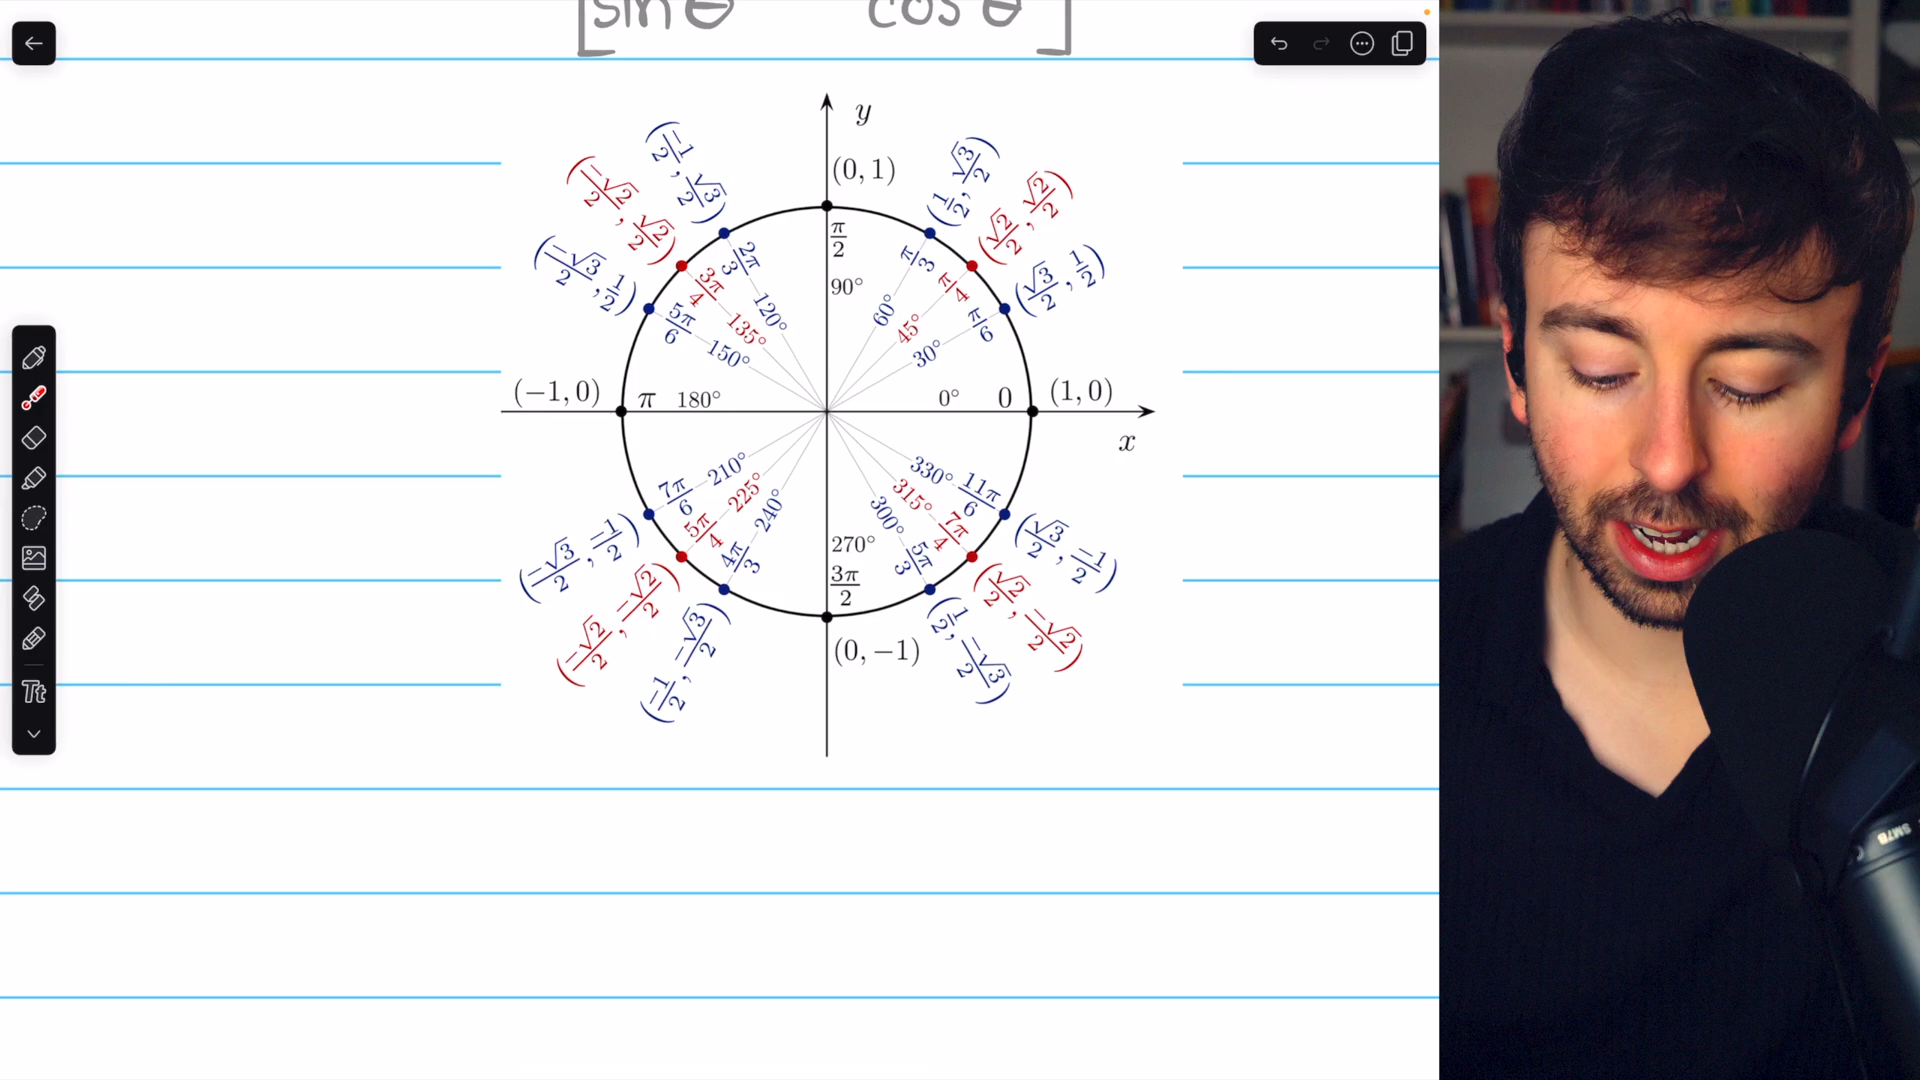 [sin θ cos θ]
y
(0, 1)
π/2
90°
(1/2, √3/2)
π/3
60°
(√2/2, √2/2)
π/4
45°
(√3/2, 1/2)
π/6
30°
(−1/2, √3/2)
2π/3
120°
(−√2/2, √2/2)
3π/4
135°
(−√3/2, 1/2)
5π/6
150°
(−1, 0) π 180°
0° 0 (1, 0)
x
210°
7π/6
(−√3/2, −1/2)
225°
5π/4
(−√2/2, −√2/2)
240°
4π/3
(−1/2, −√3/2)
270°
3π/2
(0, −1)
300°
5π/3
(1/2, −√3/2)
315°
7π/4
(√2/2, −√2/2)
330°
11π/6
(√3/2, −1/2)
Tt
SM7B